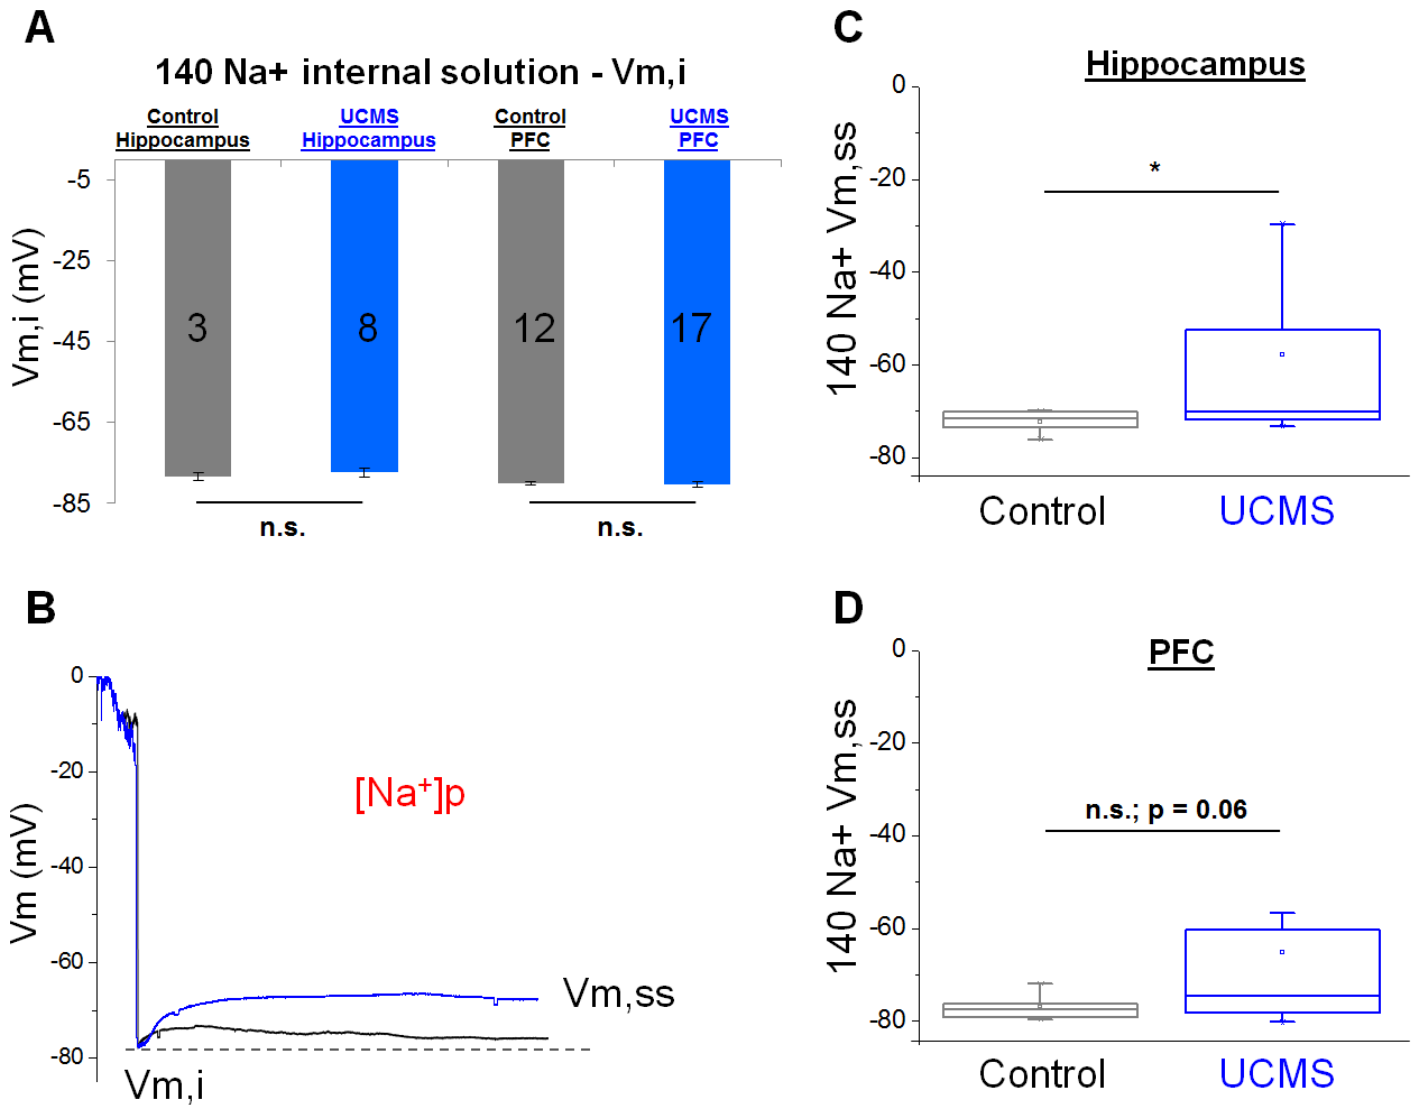 A
140 Na+ internal solution - Vm,i
Control
Hippocampus
UCMS
Hippocampus
Control
PFC
UCMS
PFC
Vm,i (mV)
-5
-25
-45
-65
-85
3
8
12
17
n.s.
n.s.
B
Vm (mV)
0
-20
-40
-60
-80
[Na⁺]p
Vm,ss
Vm,i
C
Hippocampus
140 Na+ Vm,ss
0
-20
-40
-60
-80
*
Control
UCMS
D
PFC
140 Na+ Vm,ss
0
-20
-40
-60
-80
n.s.; p = 0.06
Control
UCMS